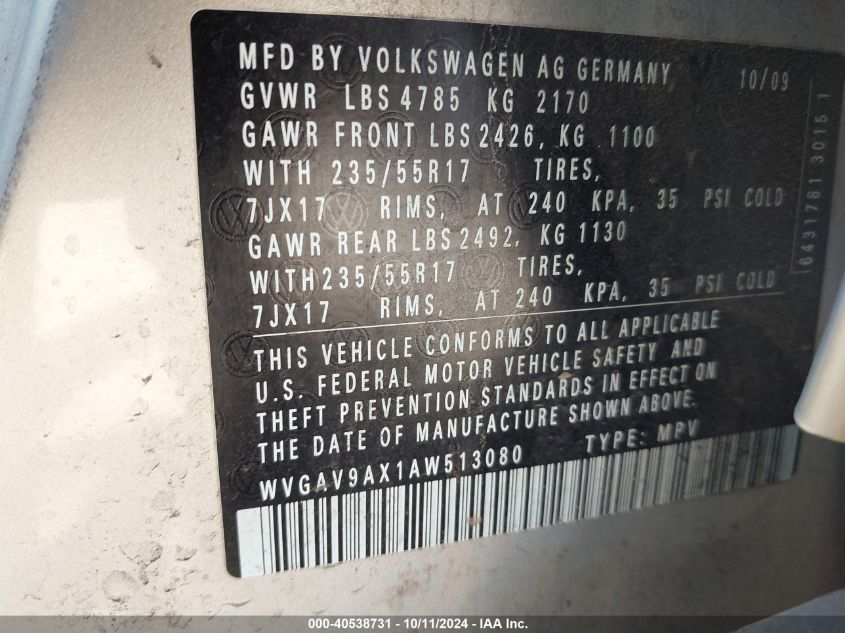 MFD BY VOLKSWAGEN AG GERMANY 10/09
GVWR LBS 4785 KG 2170
GAWR FRONT LBS 2426, KG 1100
WITH 235/55R17 TIRES,
7JX17 RIMS, AT 240 KPA, 35 PSI COLD
GAWR REAR LBS 2492, KG 1130
WITH 235/55R17 TIRES,
7JX17 RIMS, AT 240 KPA, 35 PSI COLD
THIS VEHICLE CONFORMS TO ALL APPLICABLE
U.S. FEDERAL MOTOR VEHICLE SAFETY AND
THEFT PREVENTION STANDARDS IN EFFECT ON
THE DATE OF MANUFACTURE SHOWN ABOVE.
WVGAV9AX1AW513080 TYPE: MPV
6431781 3015 1
000-40538731 - 10/11/2024 - IAA Inc.